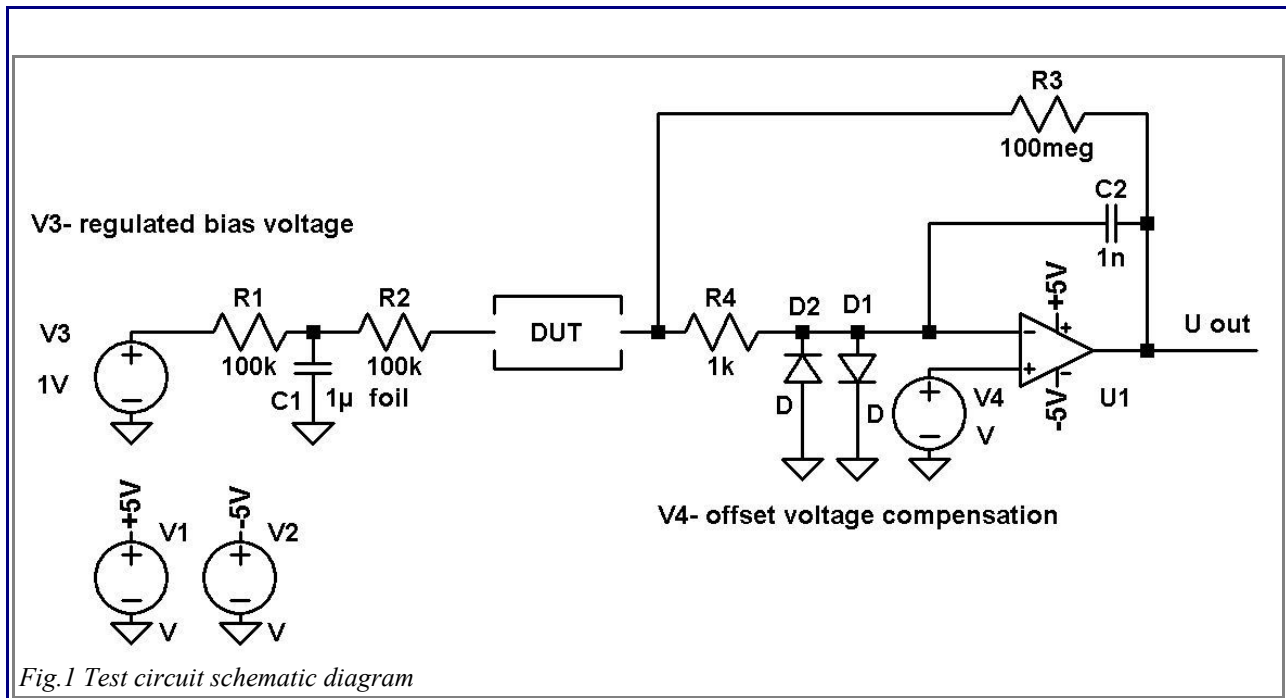 R3
100meg
C2
1n
V3- regulated bias voltage
R1
100k
R2
100k
C1
1µ foil
V3
1V
DUT
R4
1k
D2
D
D1
D
+5V
-5V
U1
U out
V4
V
V4- offset voltage compensation
+5V
V1
V
-5V
V2
V
Fig.1 Test circuit schematic diagram